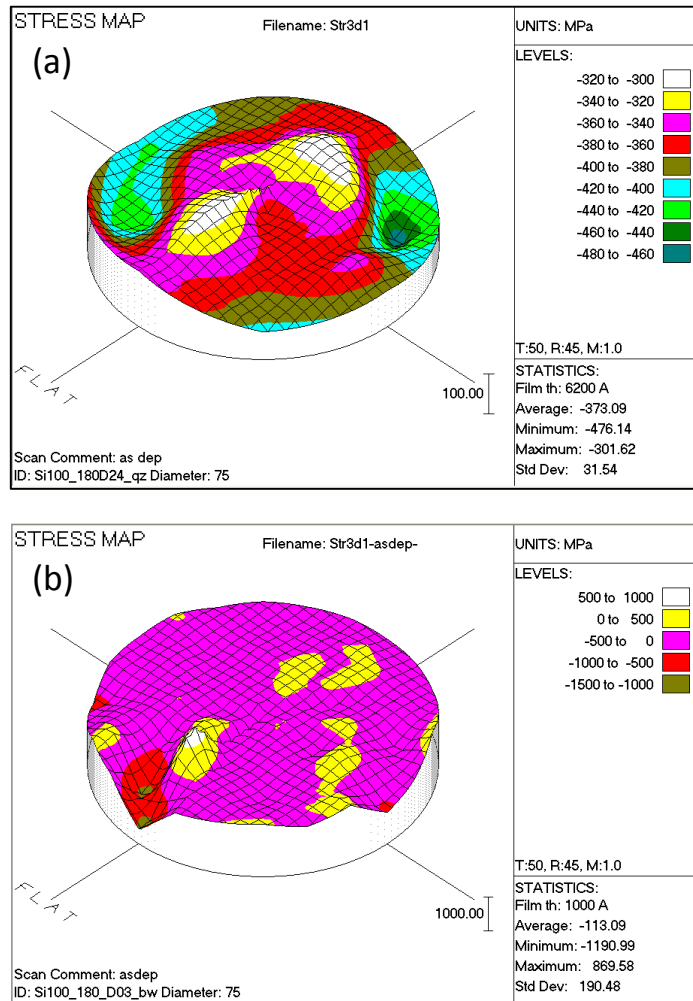 STRESS MAP
Filename: Str3d1
UNITS: MPa
(a)
LEVELS:
-320 to -300
-340 to -320
-360 to -340
-380 to -360
-400 to -380
-420 to -400
-440 to -420
-460 to -440
-480 to -460
T:50, R:45, M:1.0
FLAT
100.00
STATISTICS:
Film th: 6200 A
Average: -373.09
Minimum: -476.14
Maximum: -301.62
Std Dev: 31.54
Scan Comment: as dep
ID: Si100_180D24_qz Diameter: 75
STRESS MAP
Filename: Str3d1-asdep-
UNITS: MPa
(b)
LEVELS:
500 to 1000
0 to 500
-500 to 0
-1000 to -500
-1500 to -1000
T:50, R:45, M:1.0
FLAT
1000.00
STATISTICS:
Film th: 1000 A
Average: -113.09
Minimum: -1190.99
Maximum: 869.58
Std Dev: 190.48
Scan Comment: asdep
ID: Si100_180_D03_bw Diameter: 75